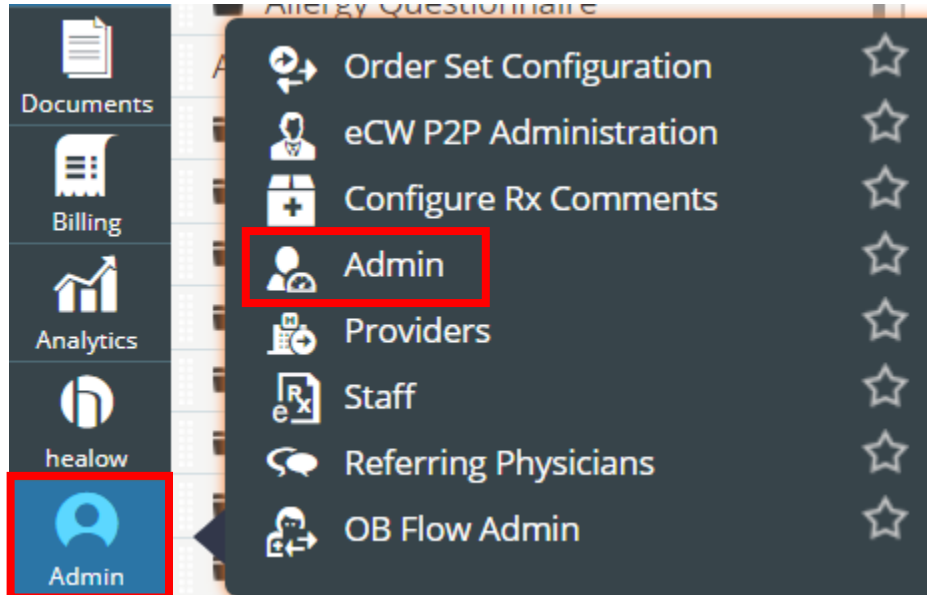 Allergy Questionnaire
Documents
Billing
Analytics
healow
Admin
Order Set Configuration
eCW P2P Administration
Configure Rx Comments
Admin
Providers
Staff
Referring Physicians
OB Flow Admin